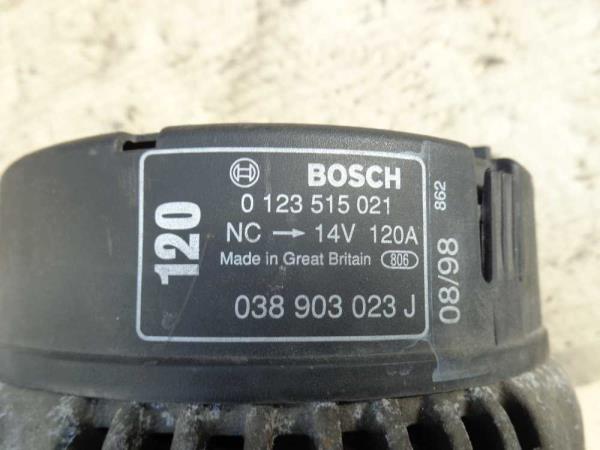 BOSCH
0 123 515 021
NC → 14V 120A
Made in Great Britain 806
038 903 023 J
120
08/98 862